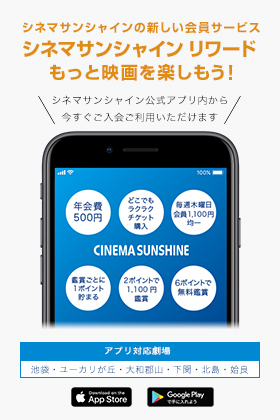 シネマサンシャインの新しい会員サービス
シネマサンシャイン リワード
もっと映画を楽しもう！
シネマサンシャイン公式アプリ内から
今すぐご入会ご利用いただけます
100%
年会費
500円
どこでも
ラクラク
チケット
購入
毎週木曜日
会員1,100円
均一
CINEMA SUNSHINE
鑑賞ごとに
1ポイント
貯まる
2ポイントで
1,100円
鑑賞
6ポイントで
無料鑑賞
アプリ対応劇場
池袋・ユーカリが丘・大和郡山・下関・北島・姶良
Download on the
App Store
Google Play
で手に入れよう